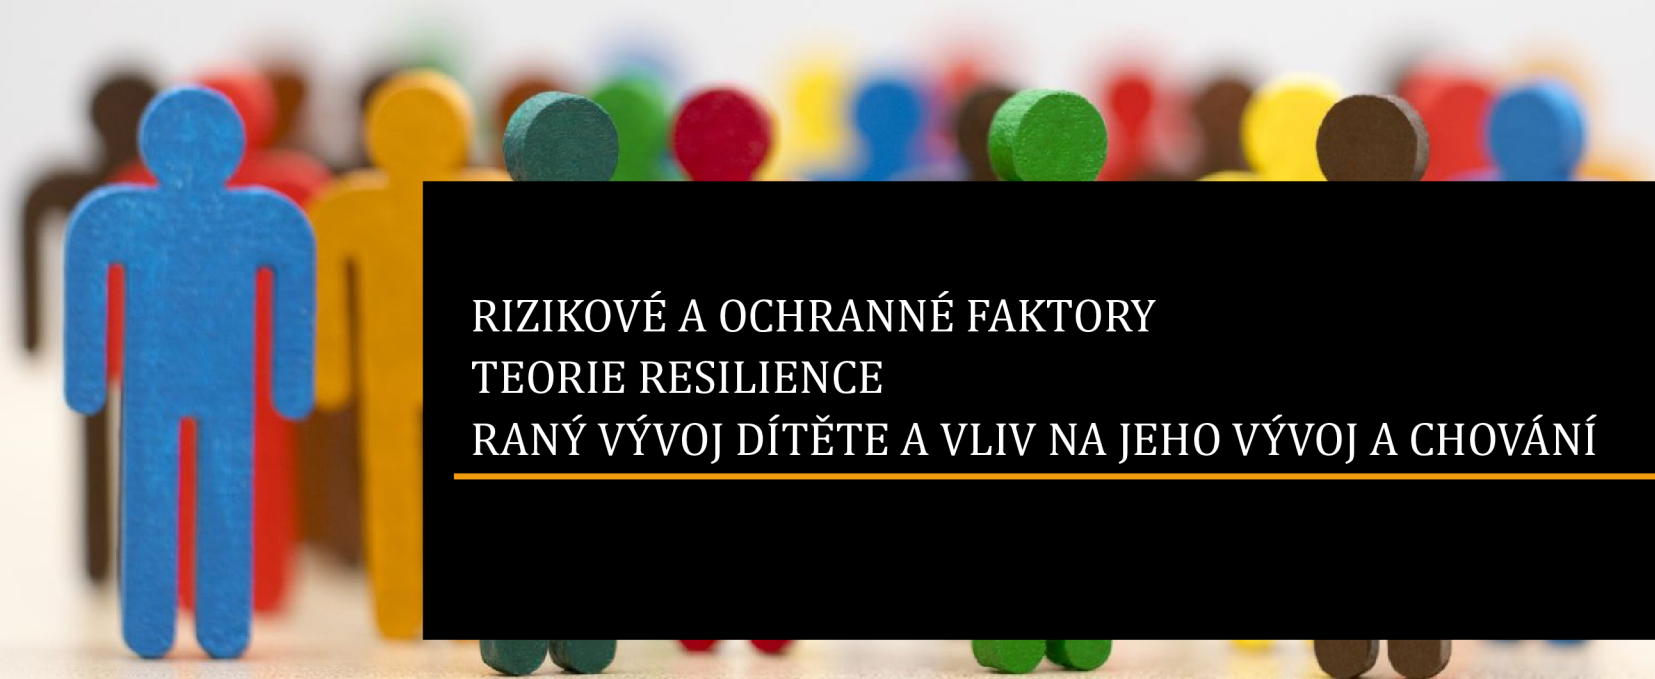 RIZIKOVÉ A OCHRANNÉ FAKTORY
TEORIE RESILIENCE
RANÝ VÝVOJ DÍTĚTE A VLIV NA JEHO VÝVOJ A CHOVÁNÍ